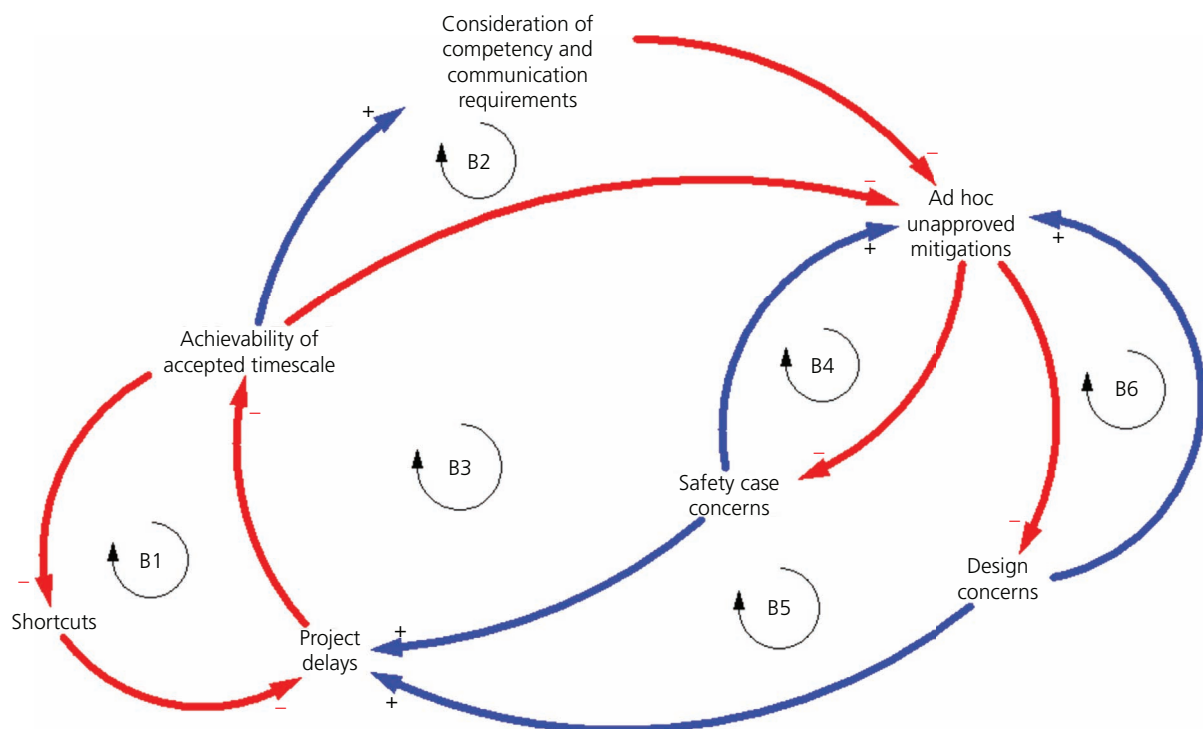 Consideration of
competency and
communication
requirements
+
B2
–
–
Ad hoc
unapproved
mitigations
+
+
Achievability of
accepted timescale
–
B4
B6
B3
–
Safety case
concerns
–
Design
concerns
B1
–
B5
Shortcuts
Project
delays
+
–
+